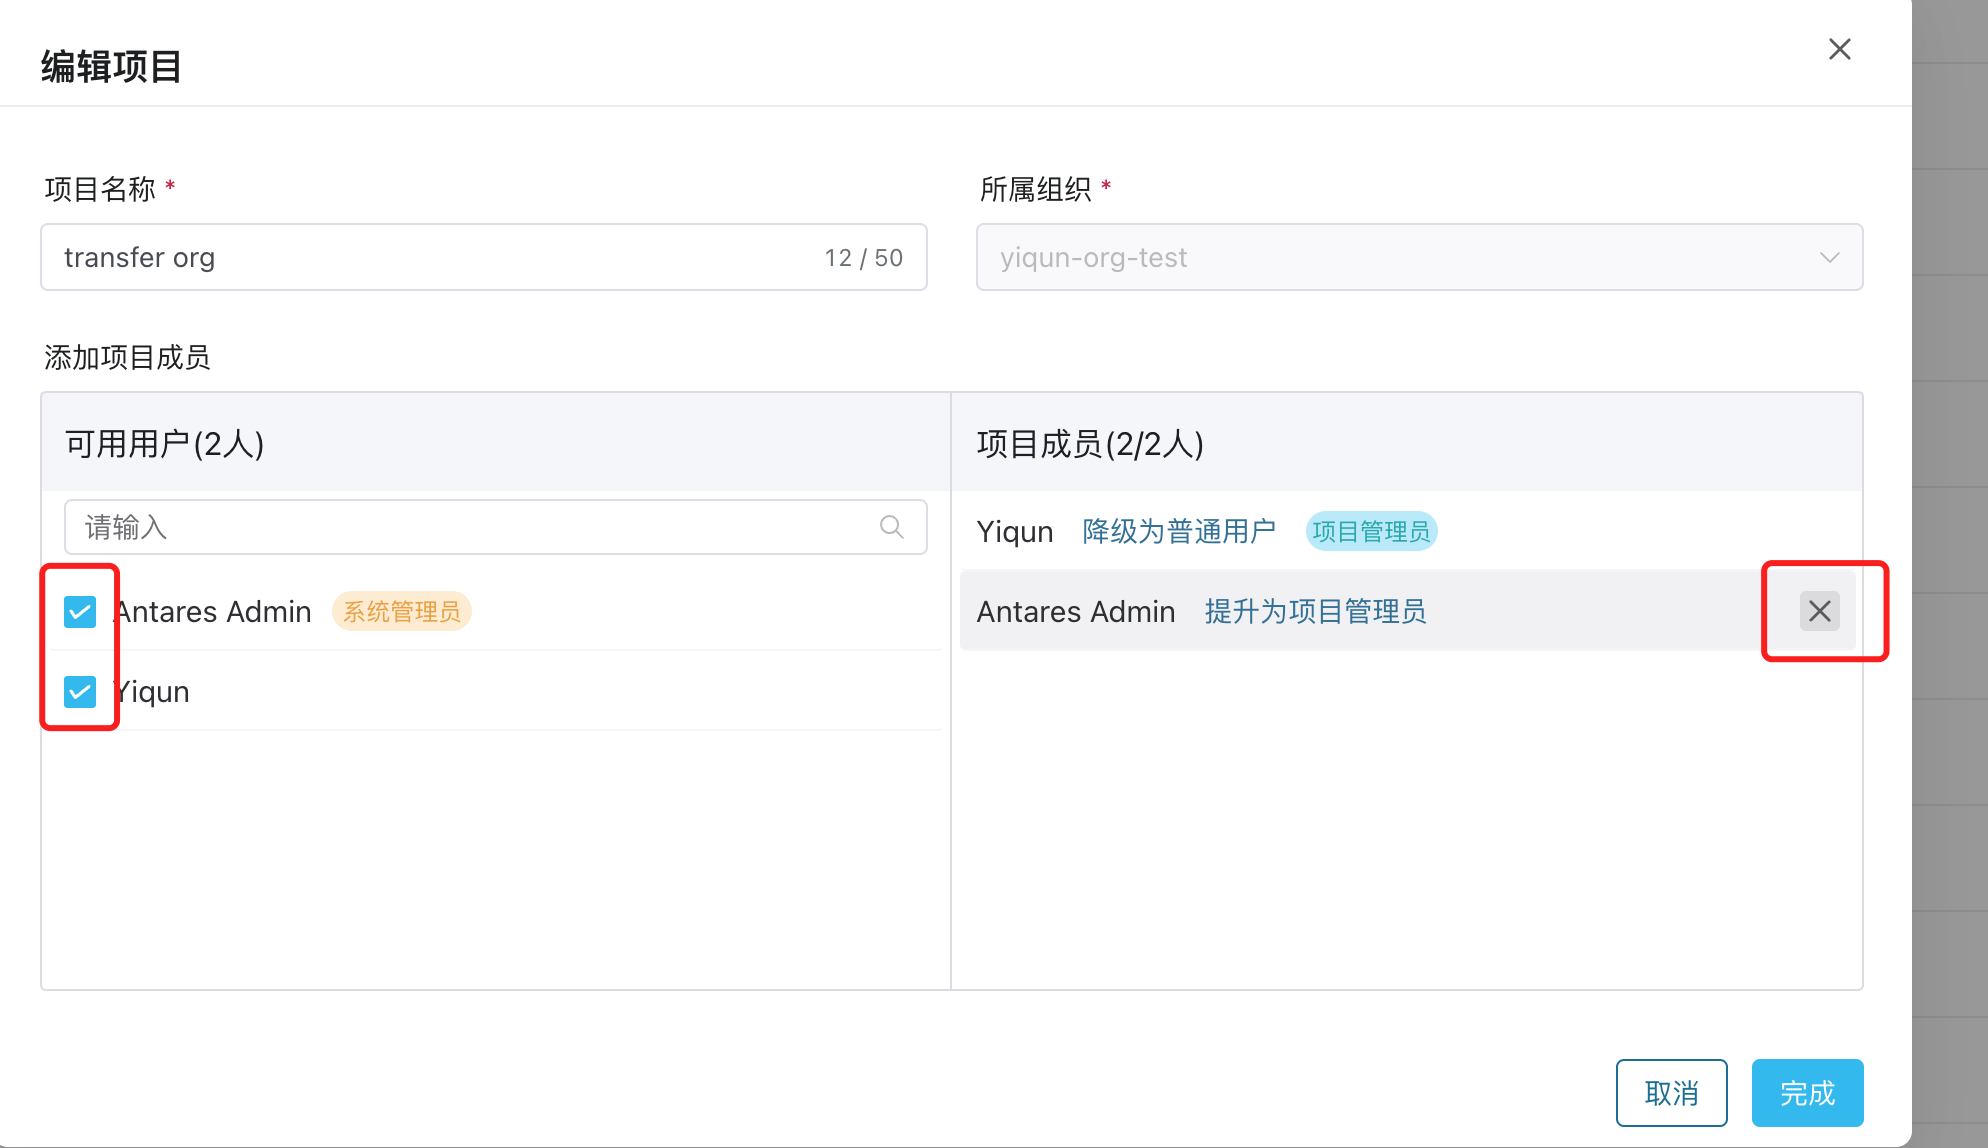 编辑项目
项目名称 *
所属组织 *
transfer org
12 / 50
yiqun-org-test
添加项目成员
可用用户(2人)
项目成员(2/2人)
请输入
Yiqun 降级为普通用户 项目管理员
Antares Admin 系统管理员
Antares Admin 提升为项目管理员
Yiqun
取消
完成